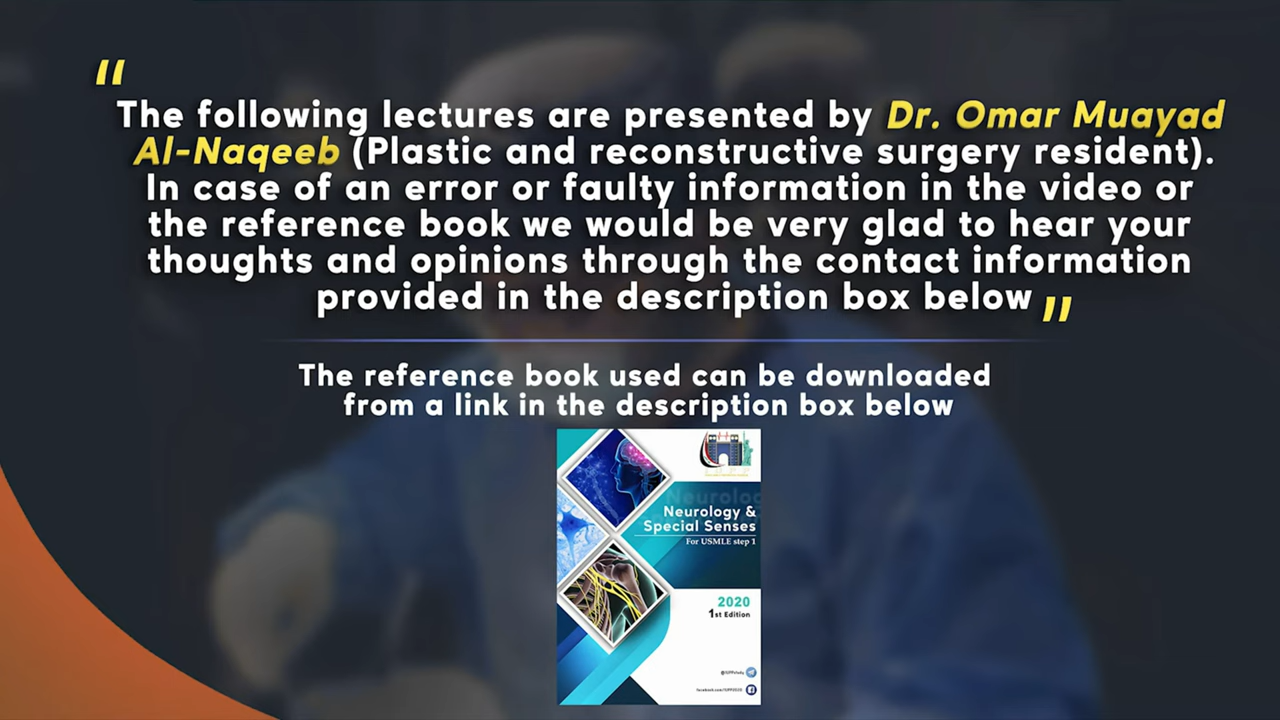 "
The following lectures are presented by Dr. Omar Muayad
Al-Naqeeb (Plastic and reconstructive surgery resident).
In case of an error or faulty information in the video or
the reference book we would be very glad to hear your
thoughts and opinions through the contact information
provided in the description box below "
The reference book used can be downloaded
from a link in the description box below
Neurology &
Special Senses
For USMLE step 1
2020
1st Edition